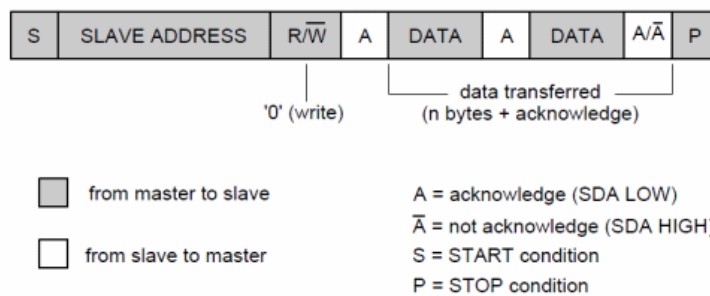 S SLAVE ADDRESS R/W̅ A DATA A DATA A/A̅ P
data transferred
'0' (write) (n bytes + acknowledge)
from master to slave
from slave to master
A = acknowledge (SDA LOW)
A̅ = not acknowledge (SDA HIGH)
S = START condition
P = STOP condition